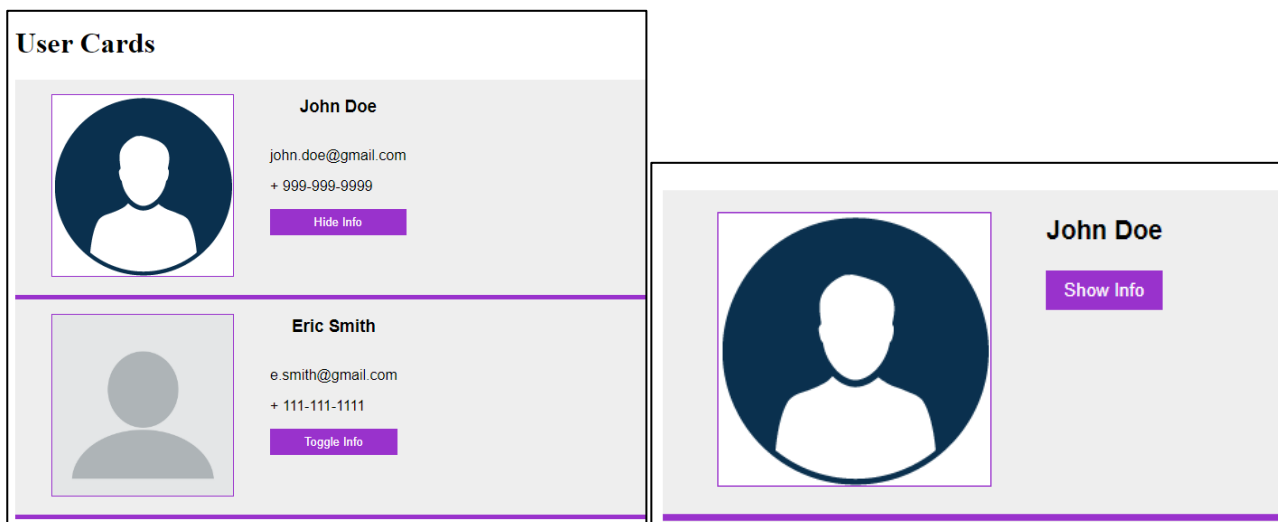 User Cards
John Doe
john.doe@gmail.com
+ 999-999-9999
Hide Info
Eric Smith
e.smith@gmail.com
+ 111-111-1111
Toggle Info
John Doe
Show Info